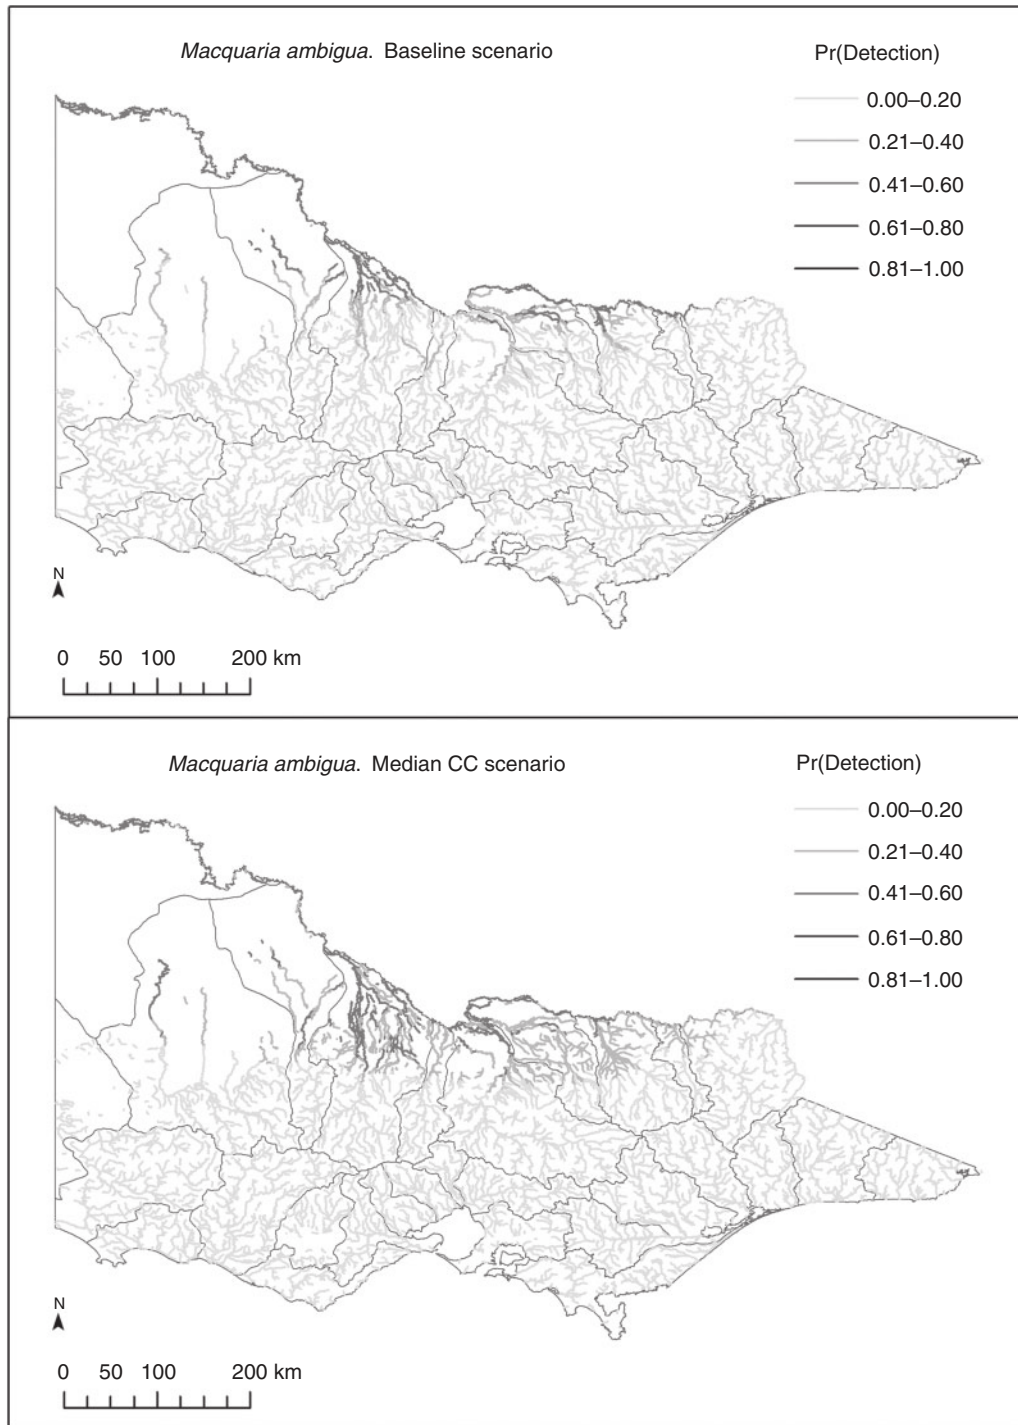 Macquaria ambigua. Baseline scenario
Pr(Detection)
0.00–0.20
0.21–0.40
0.41–0.60
0.61–0.80
0.81–1.00
N
0 50 100 200 km
Macquaria ambigua. Median CC scenario
Pr(Detection)
0.00–0.20
0.21–0.40
0.41–0.60
0.61–0.80
0.81–1.00
N
0 50 100 200 km